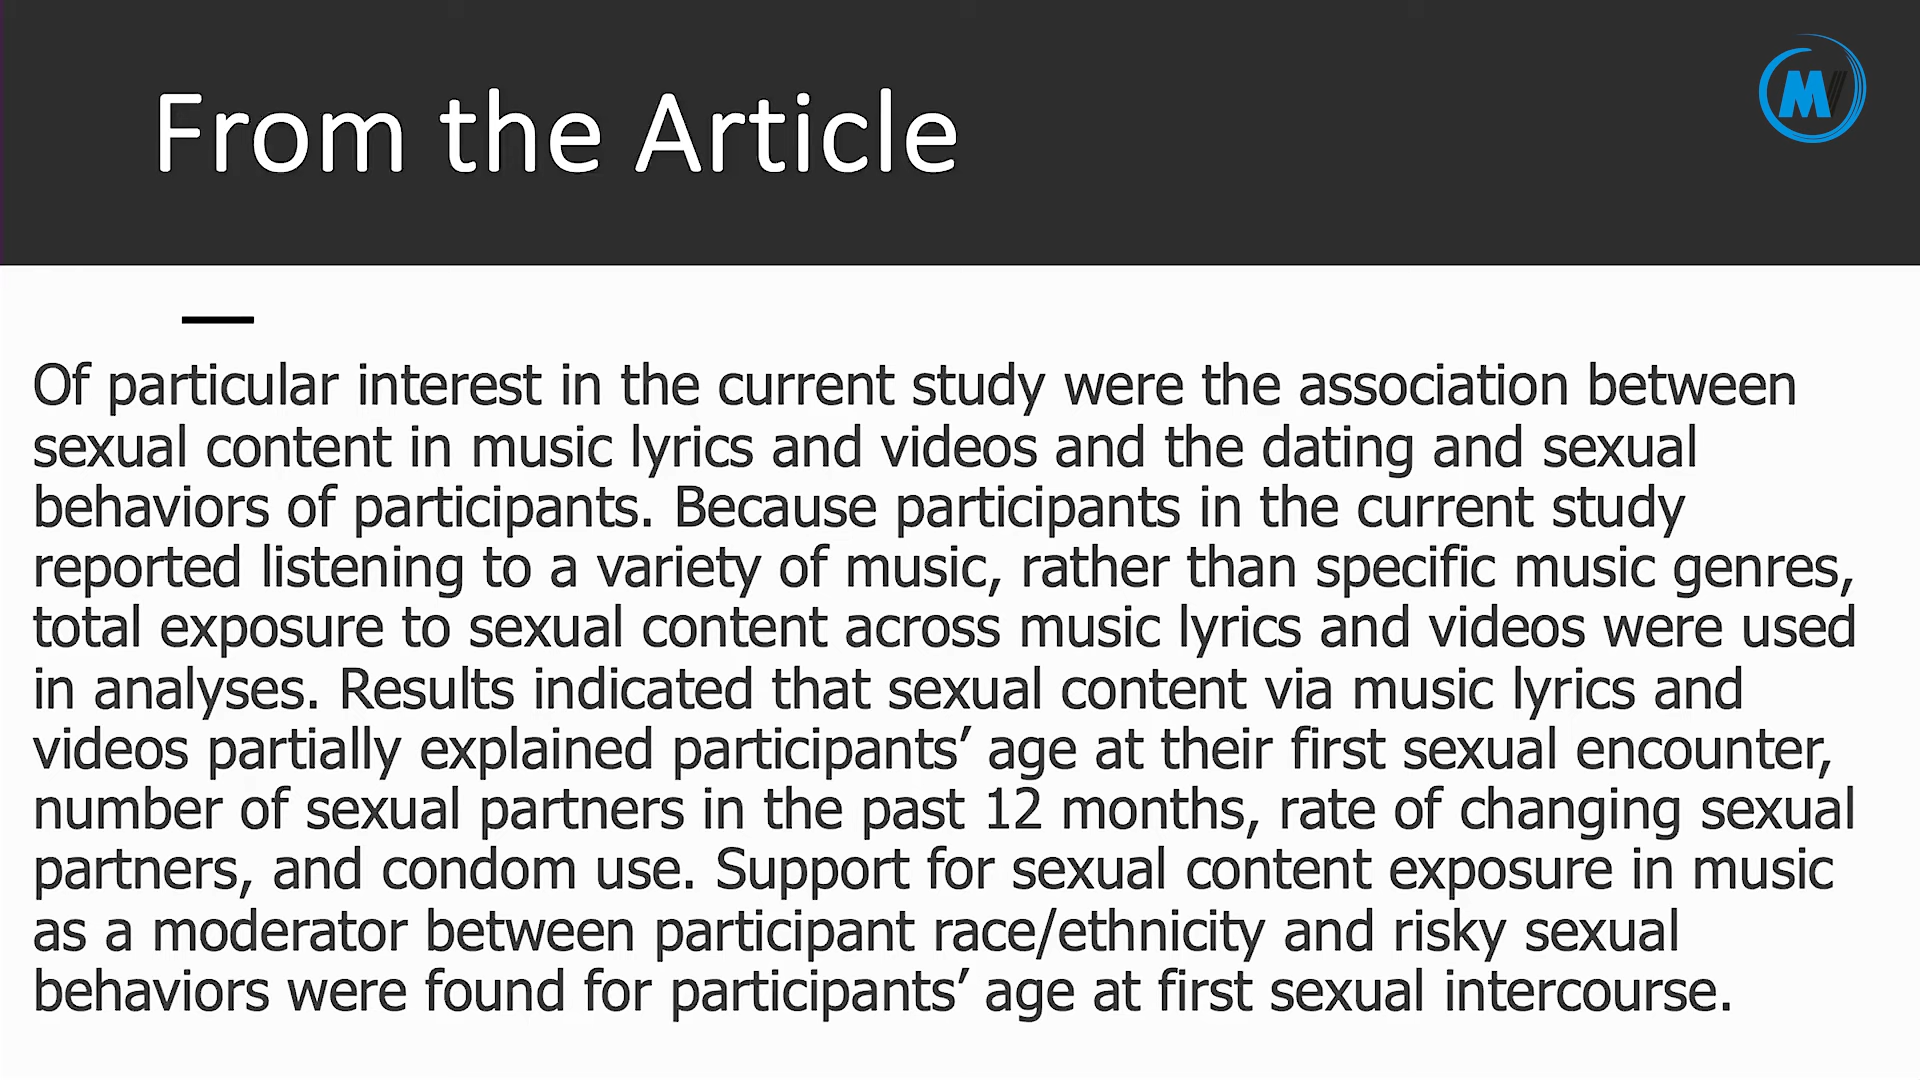 From the Article
MV
Of particular interest in the current study were the association between
sexual content in music lyrics and videos and the dating and sexual
behaviors of participants. Because participants in the current study
reported listening to a variety of music, rather than specific music genres,
total exposure to sexual content across music lyrics and videos were used
in analyses. Results indicated that sexual content via music lyrics and
videos partially explained participants’ age at their first sexual encounter,
number of sexual partners in the past 12 months, rate of changing sexual
partners, and condom use. Support for sexual content exposure in music
as a moderator between participant race/ethnicity and risky sexual
behaviors were found for participants’ age at first sexual intercourse.